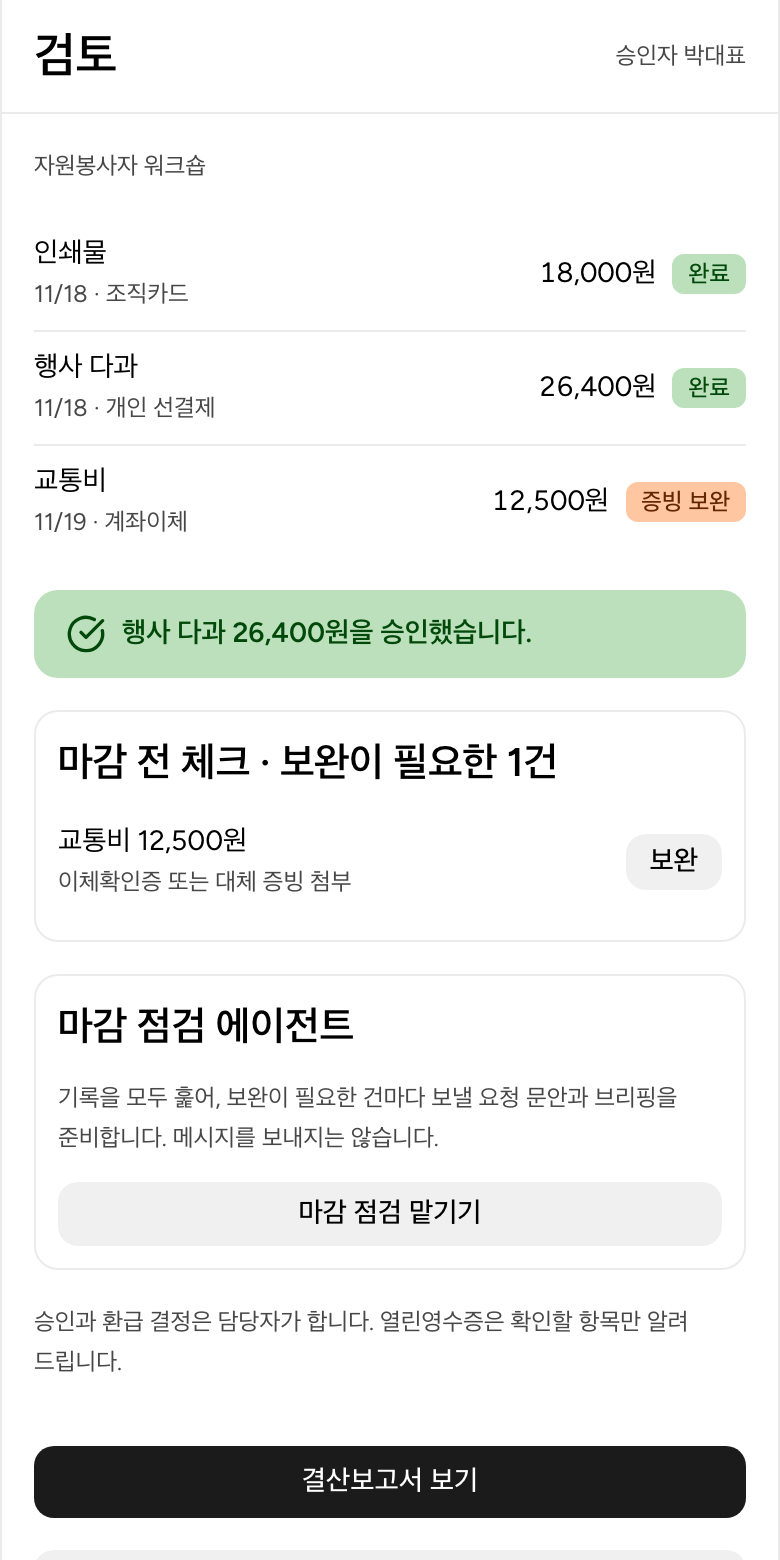 검토
승인자 박대표
자원봉사자 워크숍
인쇄물
11/18 · 조직카드
18,000원
완료
행사 다과
11/18 · 개인 선결제
26,400원
완료
교통비
11/19 · 계좌이체
12,500원
증빙 보완
행사 다과 26,400원을 승인했습니다.
마감 전 체크 · 보완이 필요한 1건
교통비 12,500원
이체확인증 또는 대체 증빙 첨부
보완
마감 점검 에이전트
기록을 모두 훑어, 보완이 필요한 건마다 보낼 요청 문안과 브리핑을
준비합니다. 메시지를 보내지는 않습니다.
마감 점검 맡기기
승인과 환급 결정은 담당자가 합니다. 열린영수증은 확인할 항목만 알려
드립니다.
결산보고서 보기